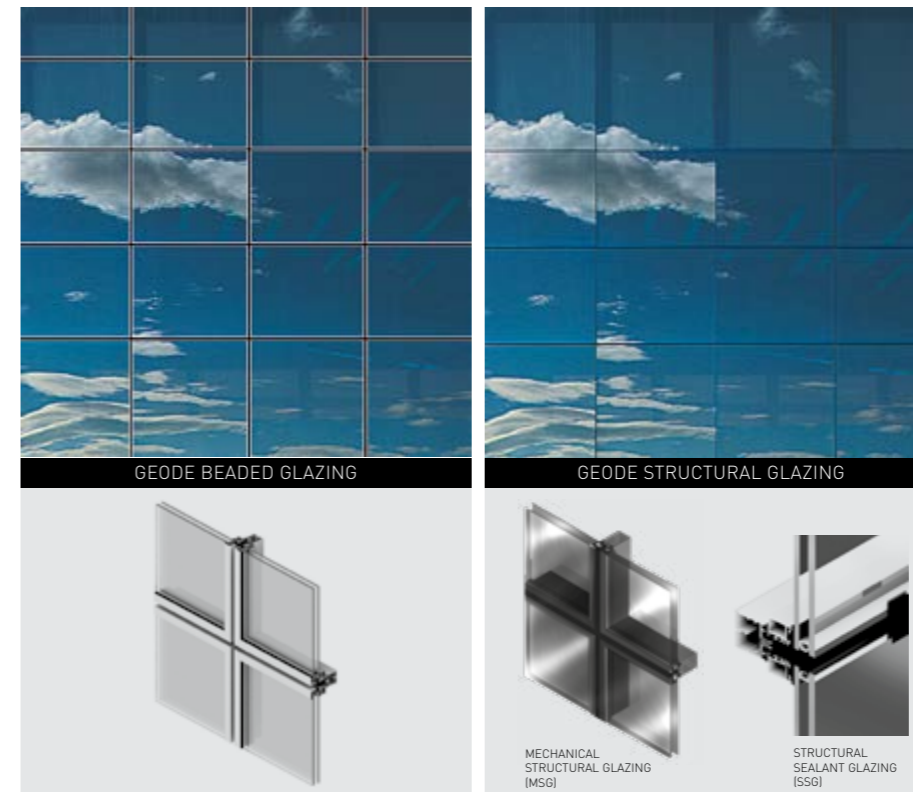 GEODE BEADED GLAZING
GEODE STRUCTURAL GLAZING
MECHANICAL
STRUCTURAL GLAZING
(MSG)
STRUCTURAL
SEALANT GLAZING
(SSG)